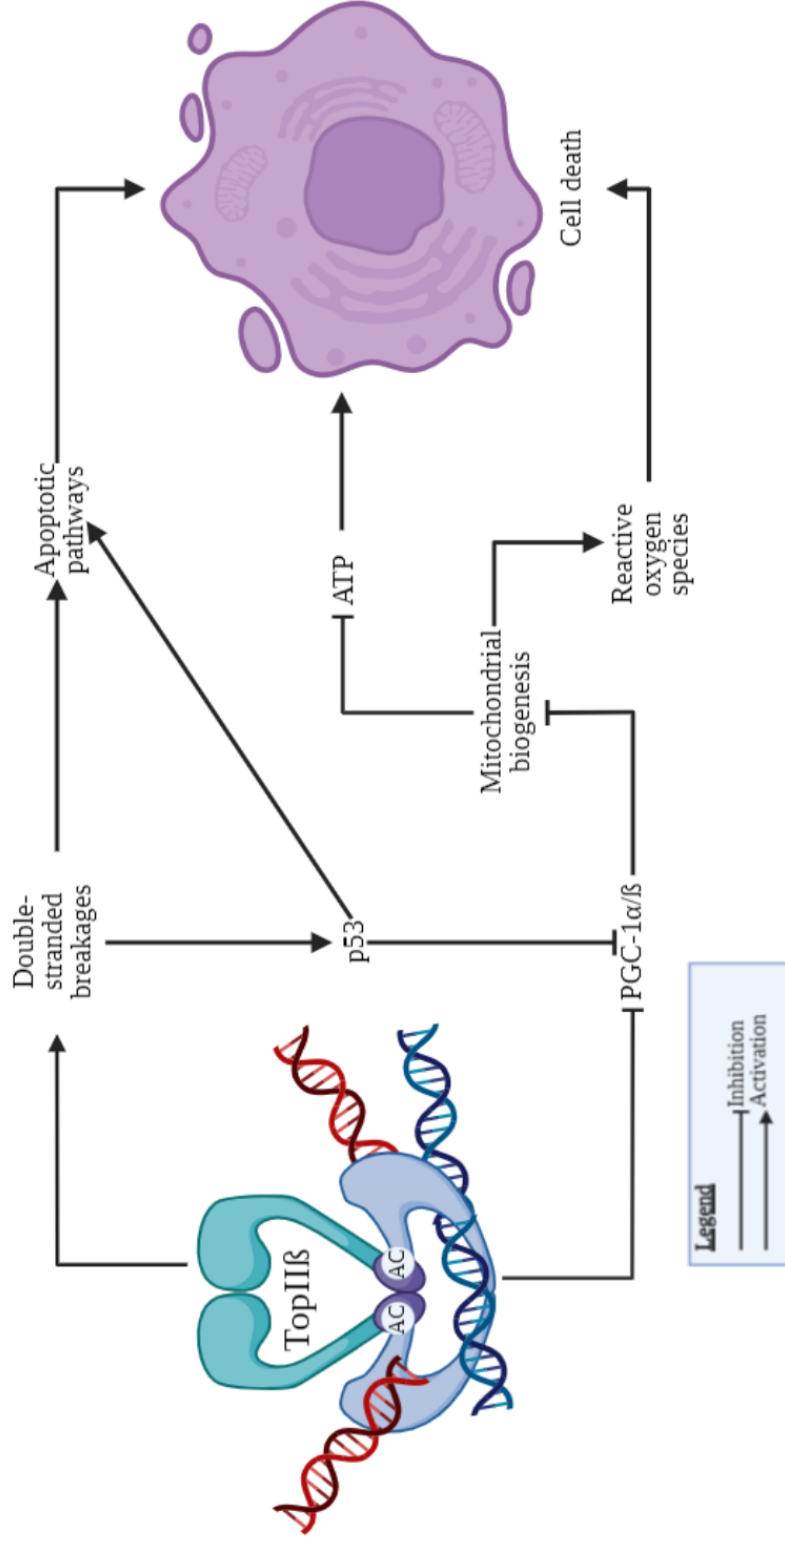 Double-
stranded
breakages
Apoptotic
pathways
TopIIß
AC
AC
p53
ATP
Cell death
Mitochondrial
biogenesis
PGC-1α/ß
Reactive
oxygen
species
Legend
Inhibition
Activation